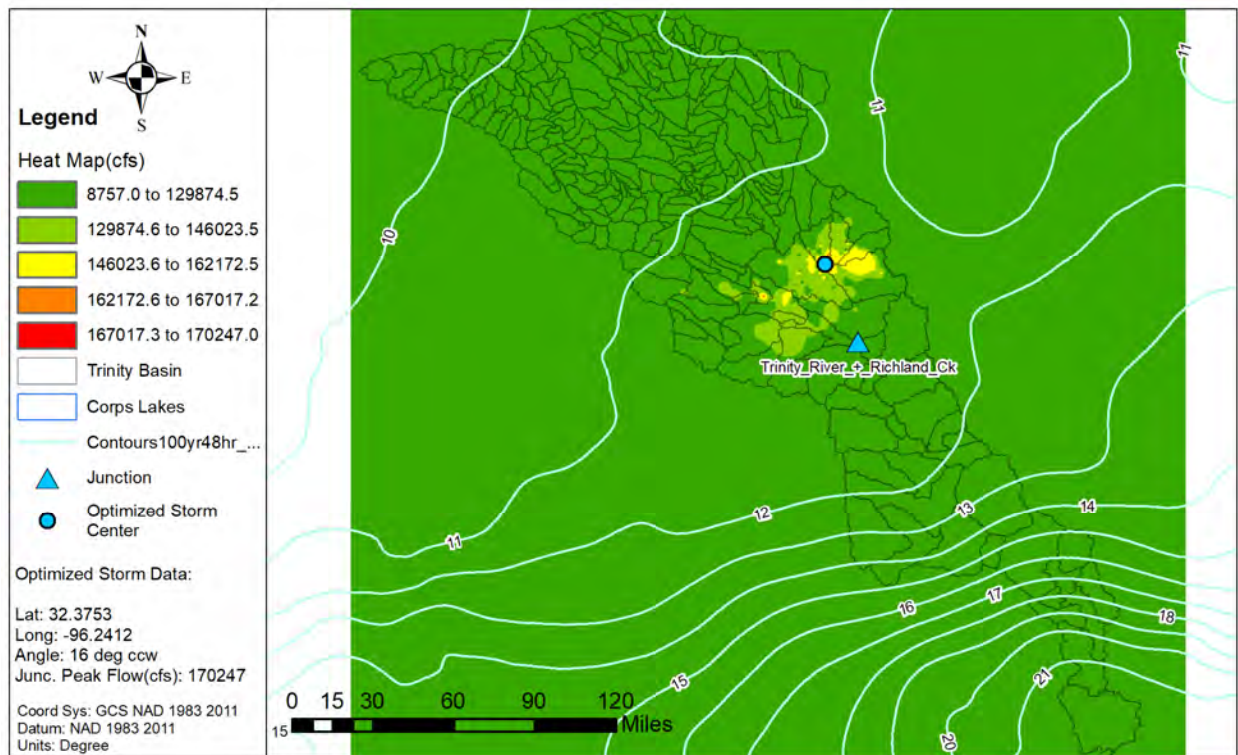 N
W E
S
Legend
Heat Map(cfs)
8757.0 to 129874.5
129874.6 to 146023.5
146023.6 to 162172.5
162172.6 to 167017.2
167017.3 to 170247.0
Trinity Basin
Corps Lakes
Contours100yr48hr_...
Junction
Optimized Storm
Center
Optimized Storm Data:
Lat: 32.3753
Long: -96.2412
Angle: 16 deg ccw
Junc. Peak Flow(cfs): 170247
Coord Sys: GCS NAD 1983 2011
Datum: NAD 1983 2011
Units: Degree
11
11
10
Trinity_River_+_Richland_Ck
12
13
14
11
16
17
18
15
21
20
0 15 30 60 90 120
Miles
15